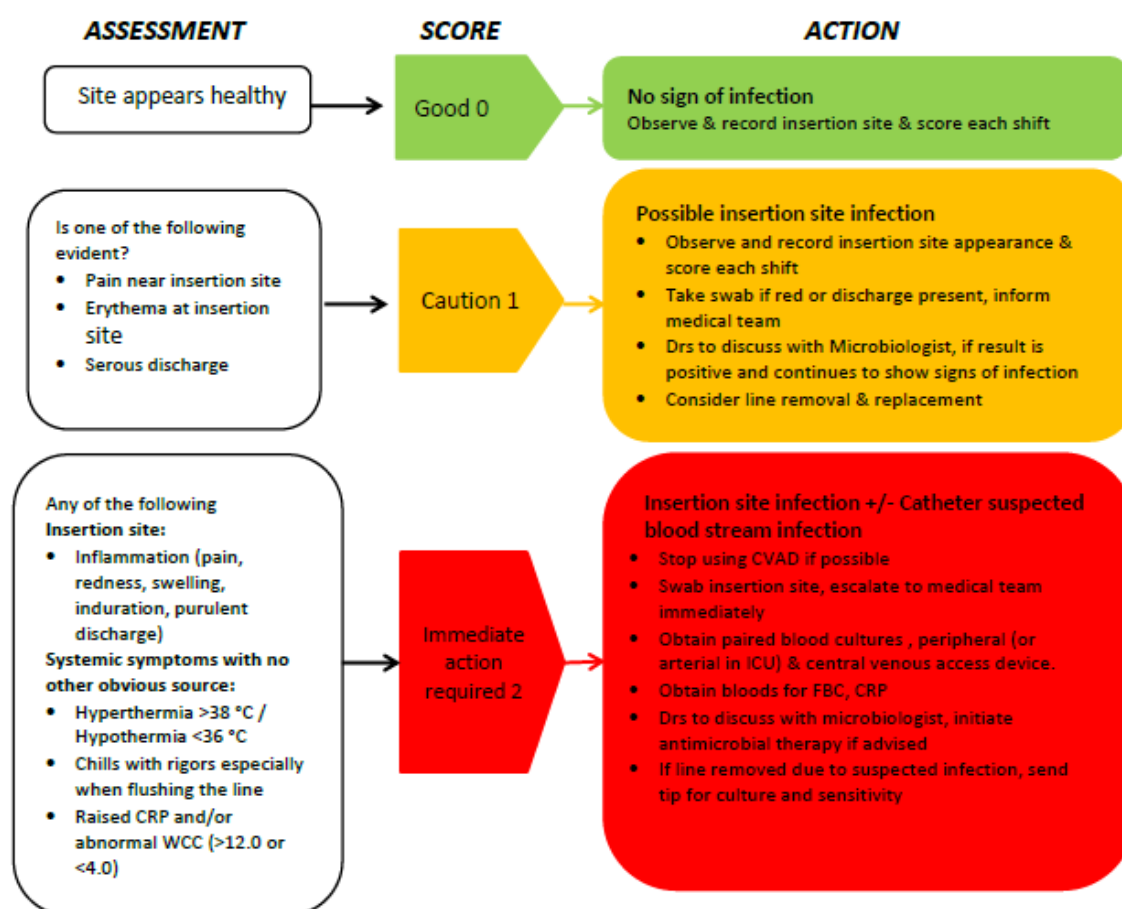 ASSESSMENT
SCORE
ACTION
Site appears healthy
Good 0
No sign of infection
Observe & record insertion site & score each shift
Is one of the following
evident?
• Pain near insertion site
• Erythema at insertion
site
• Serous discharge
Caution 1
Possible insertion site infection
• Observe and record insertion site appearance &
score each shift
• Take swab if red or discharge present, inform
medical team
• Drs to discuss with Microbiologist, if result is
positive and continues to show signs of infection
• Consider line removal & replacement
Any of the following
Insertion site:
• Inflammation (pain,
redness, swelling,
induration, purulent
discharge)
Systemic symptoms with no
other obvious source:
• Hyperthermia >38 °C /
Hypothermia <36 °C
• Chills with rigors especially
when flushing the line
• Raised CRP and/or
abnormal WCC (>12.0 or
<4.0)
Immediate
action
required 2
Insertion site infection +/- Catheter suspected
blood stream infection
• Stop using CVAD if possible
• Swab insertion site, escalate to medical team
immediately
• Obtain paired blood cultures , peripheral (or
arterial in ICU) & central venous access device.
• Obtain bloods for FBC, CRP
• Drs to discuss with microbiologist, initiate
antimicrobial therapy if advised
• If line removed due to suspected infection, send
tip for culture and sensitivity